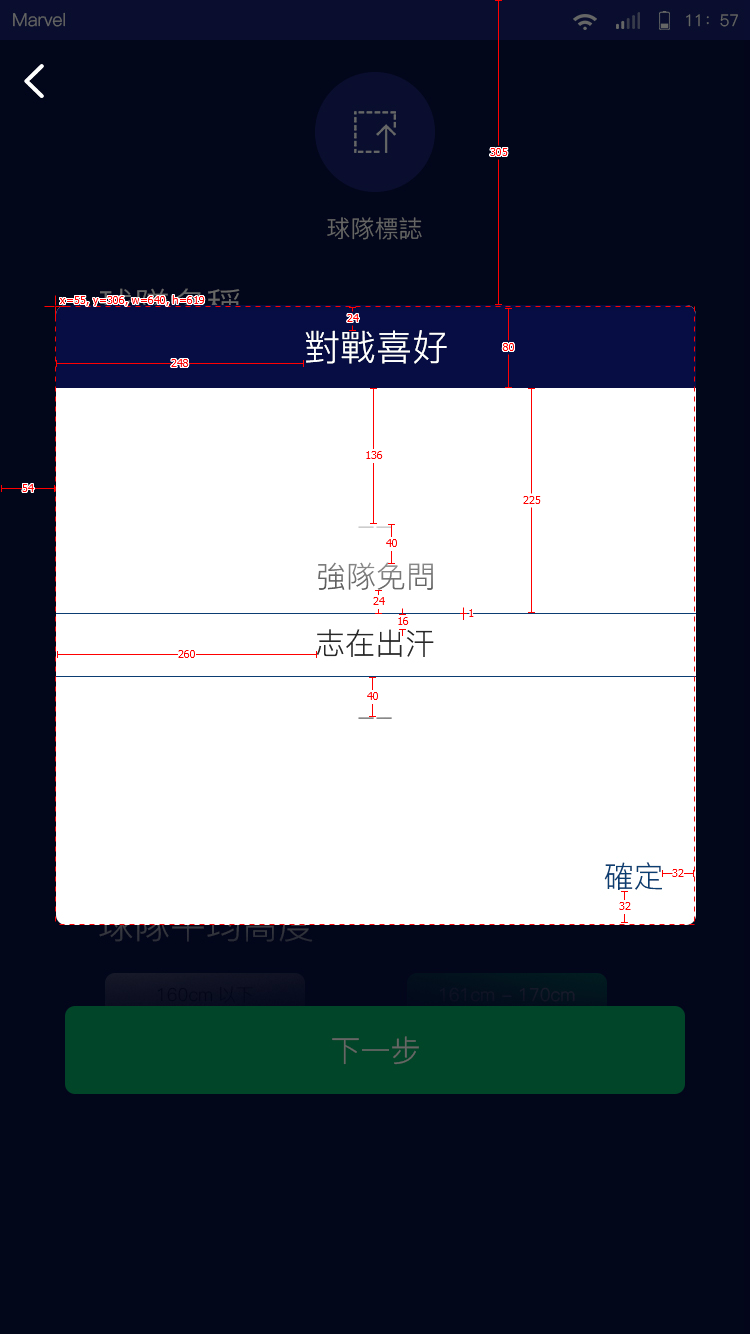 Marvel 11: 57
305
球隊標誌
球隊名稱
x=55, y=306, w=640, h=619
24
對戰喜好
80
248
136
54
225
40
強隊免問
24
1
16
志在出汗
260
40
確定
32
32
球隊平均高度
160cm 以下 161cm – 170cm
下一步